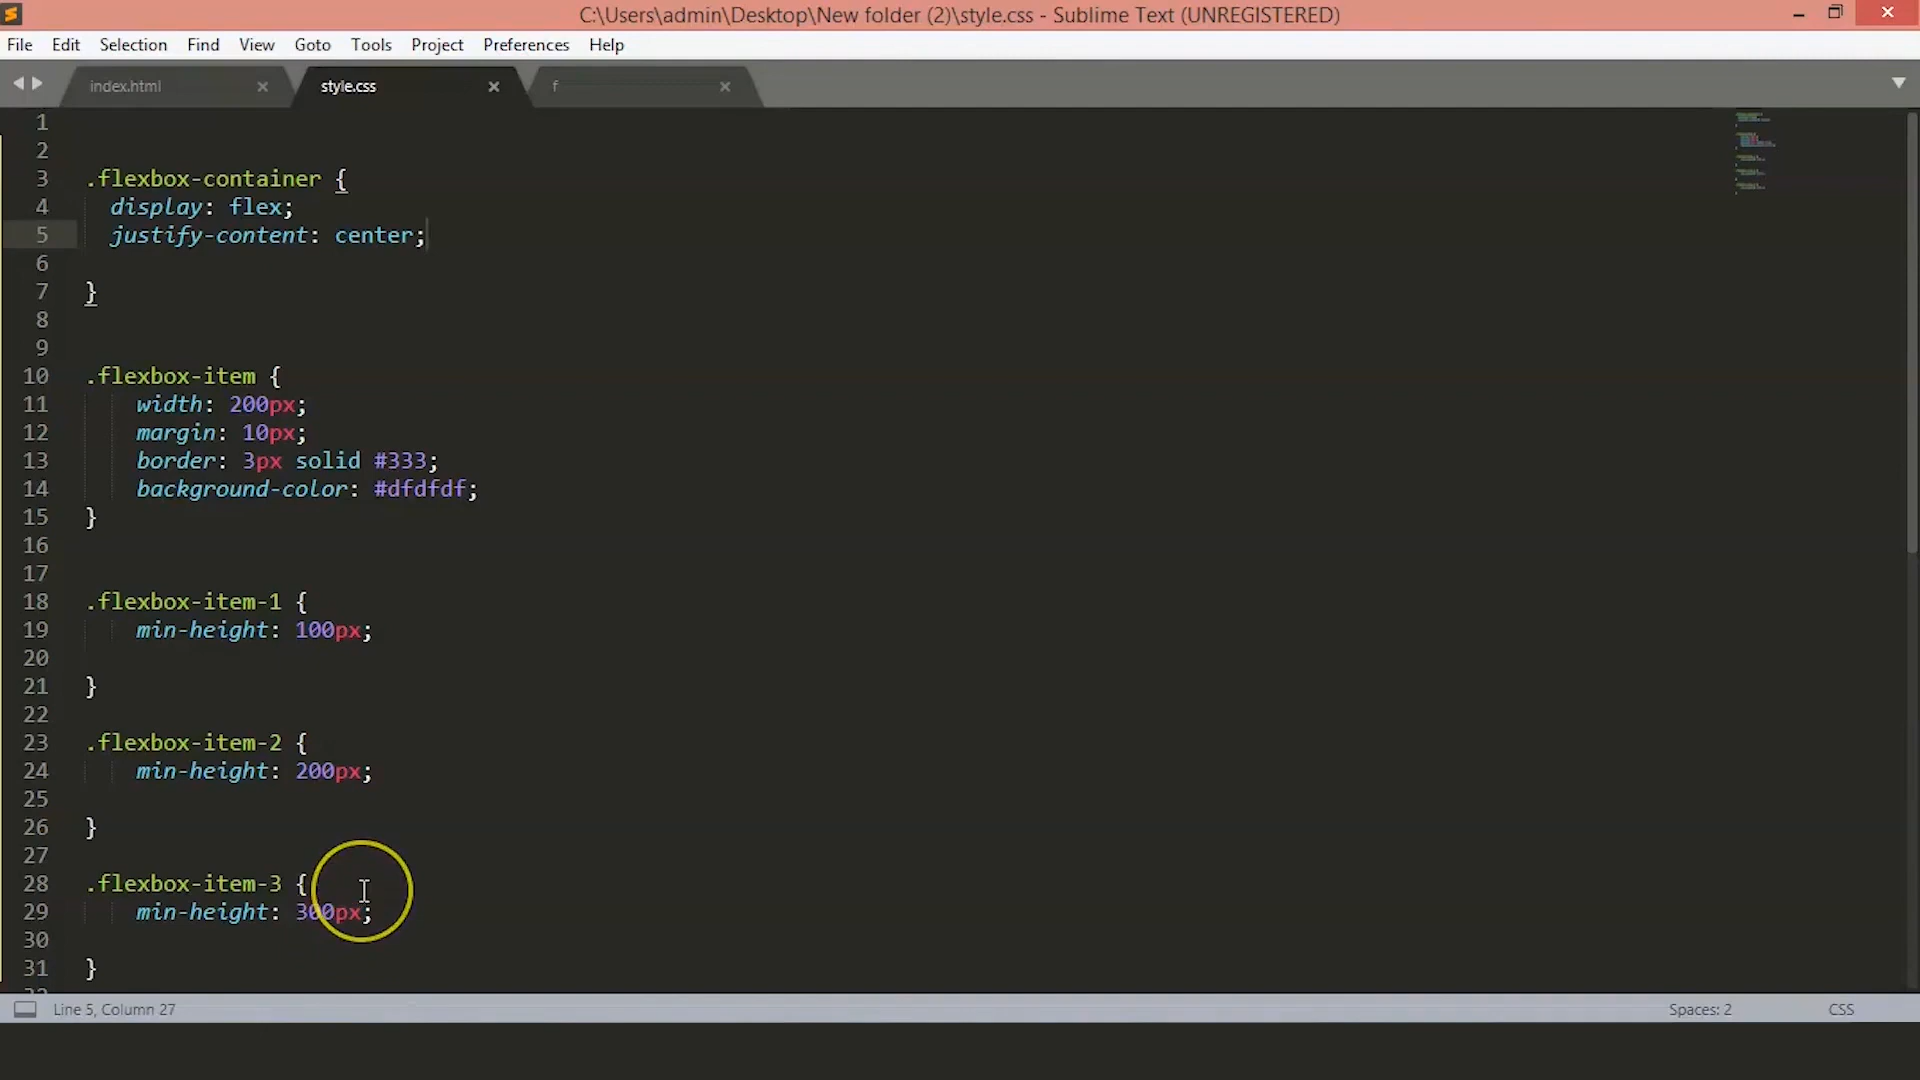 C:\Users\admin\Desktop\New folder (2)\style.css - Sublime Text (UNREGISTERED)
File Edit Selection Find View Goto Tools Project Preferences Help
index.html style.css f
1
2
3 .flexbox-container {
4 display: flex;
5 justify-content: center;
6
7 }
8
9
10 .flexbox-item {
11 width: 200px;
12 margin: 10px;
13 border: 3px solid #333;
14 background-color: #dfdfdf;
15 }
16
17
18 .flexbox-item-1 {
19 min-height: 100px;
20
21 }
22
23 .flexbox-item-2 {
24 min-height: 200px;
25
26 }
27
28 .flexbox-item-3 {
29 min-height: 300px;
30
31 }
Line 5, Column 27 Spaces: 2 CSS